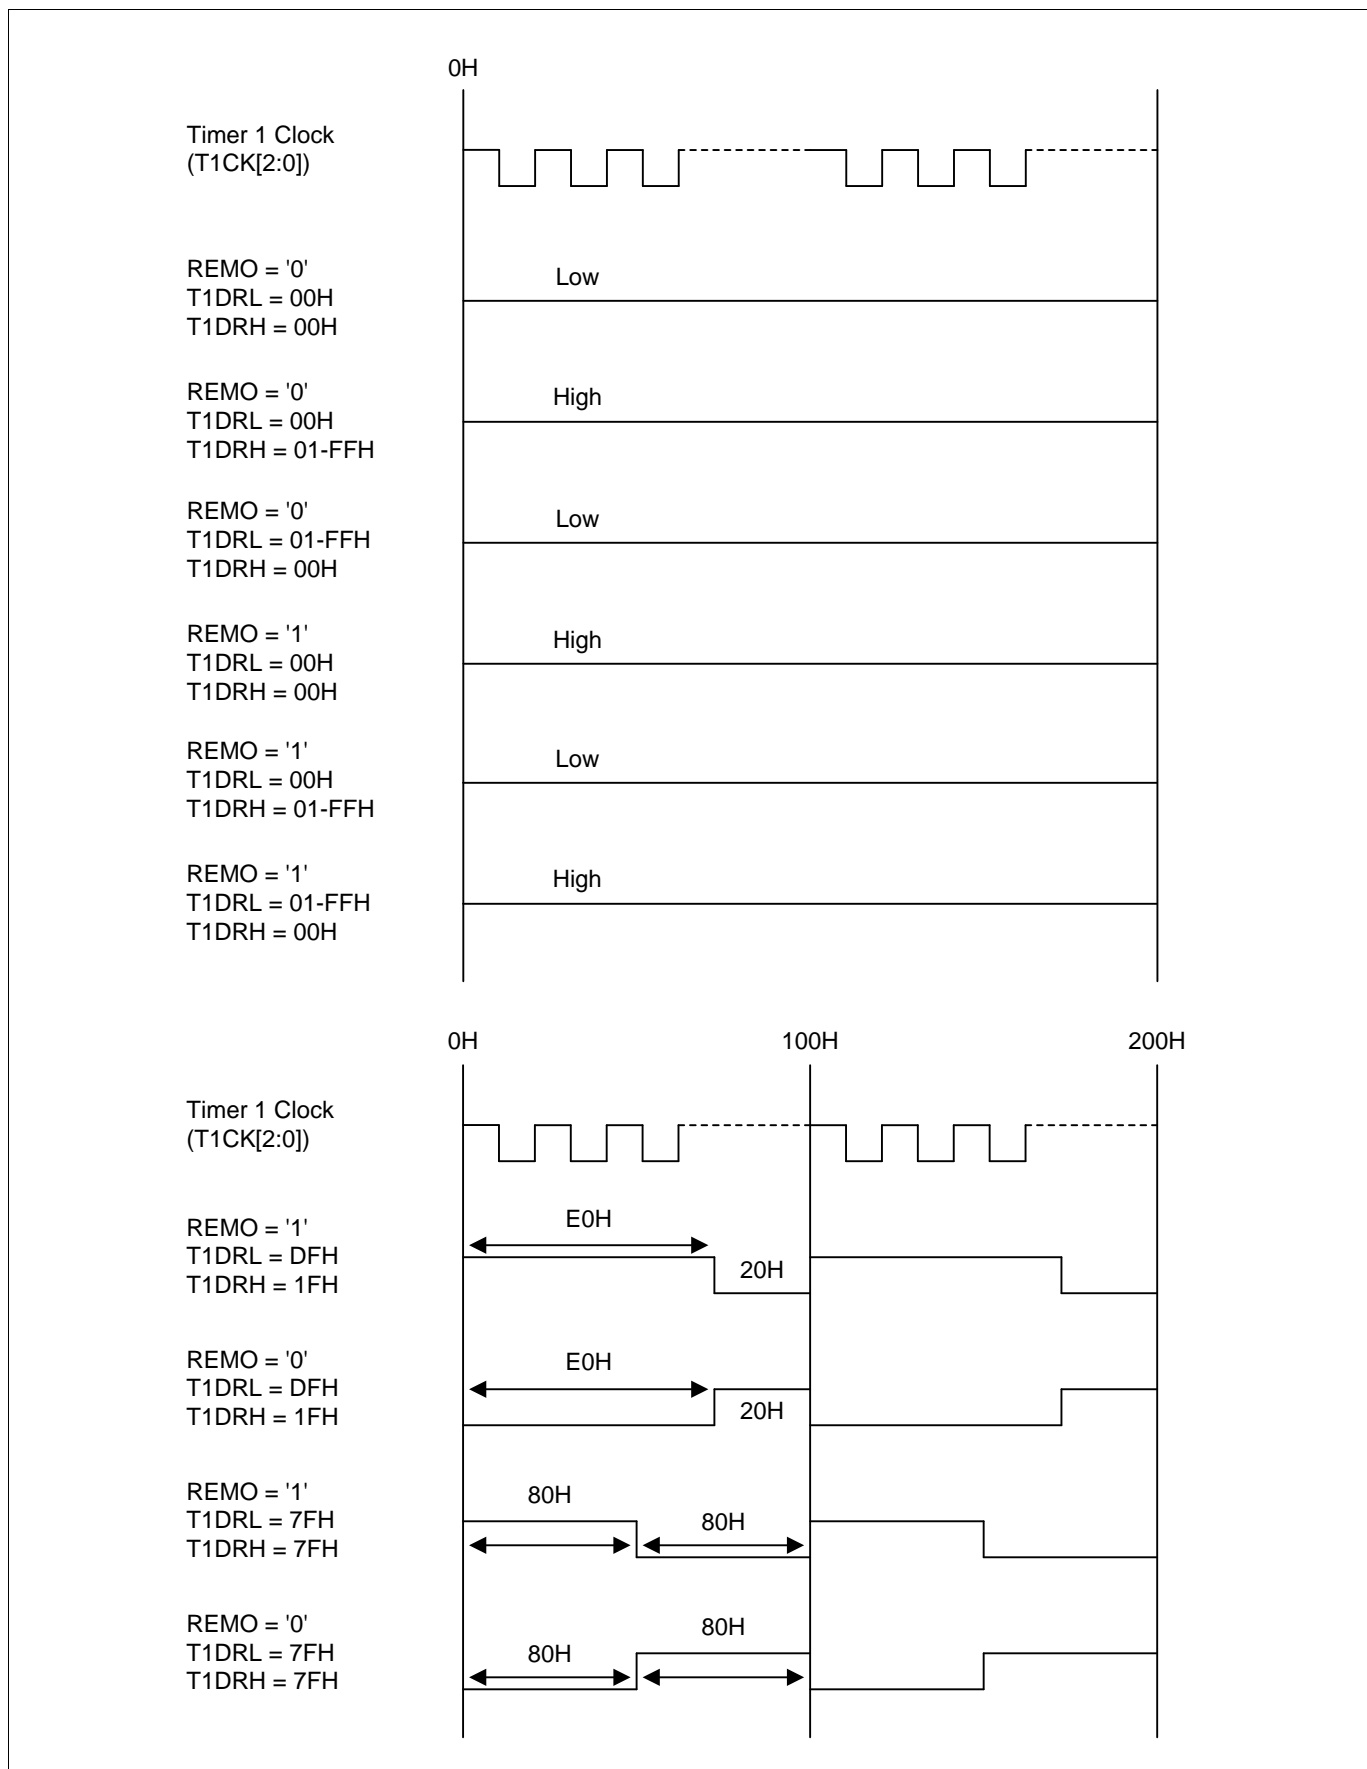 0H
Timer 1 Clock
(T1CK[2:0])
REMO = '0'
T1DRL = 00H
T1DRH = 00H
Low
REMO = '0'
T1DRL = 00H
T1DRH = 01-FFH
High
REMO = '0'
T1DRL = 01-FFH
T1DRH = 00H
Low
REMO = '1'
T1DRL = 00H
T1DRH = 00H
High
REMO = '1'
T1DRL = 00H
T1DRH = 01-FFH
Low
REMO = '1'
T1DRL = 01-FFH
T1DRH = 00H
High
0H 100H 200H
Timer 1 Clock
(T1CK[2:0])
REMO = '1'
T1DRL = DFH
T1DRH = 1FH
E0H
20H
REMO = '0'
T1DRL = DFH
T1DRH = 1FH
E0H
20H
REMO = '1'
T1DRL = 7FH
T1DRH = 7FH
80H
80H
REMO = '0'
T1DRL = 7FH
T1DRH = 7FH
80H
80H